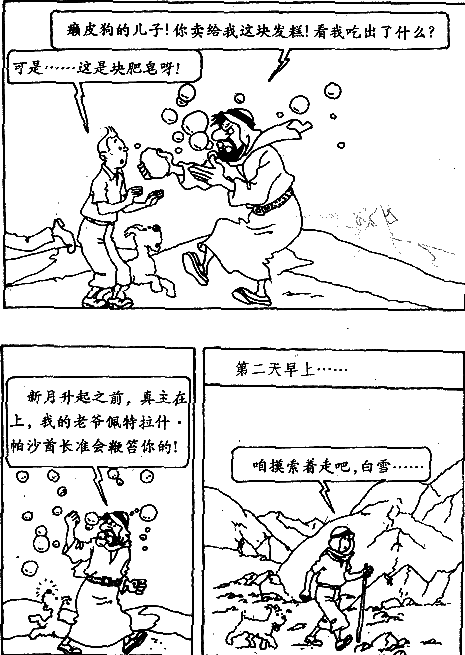 癞皮狗的儿子!你卖给我这块发糕!看我吃出了什么?
可是……这是块肥皂呀!
新月升起之前,真主在
上,我的老爷佩特拉什·
帕沙酋长准会鞭笞你的!
第二天早上……
咱摸索着走吧,白雪……